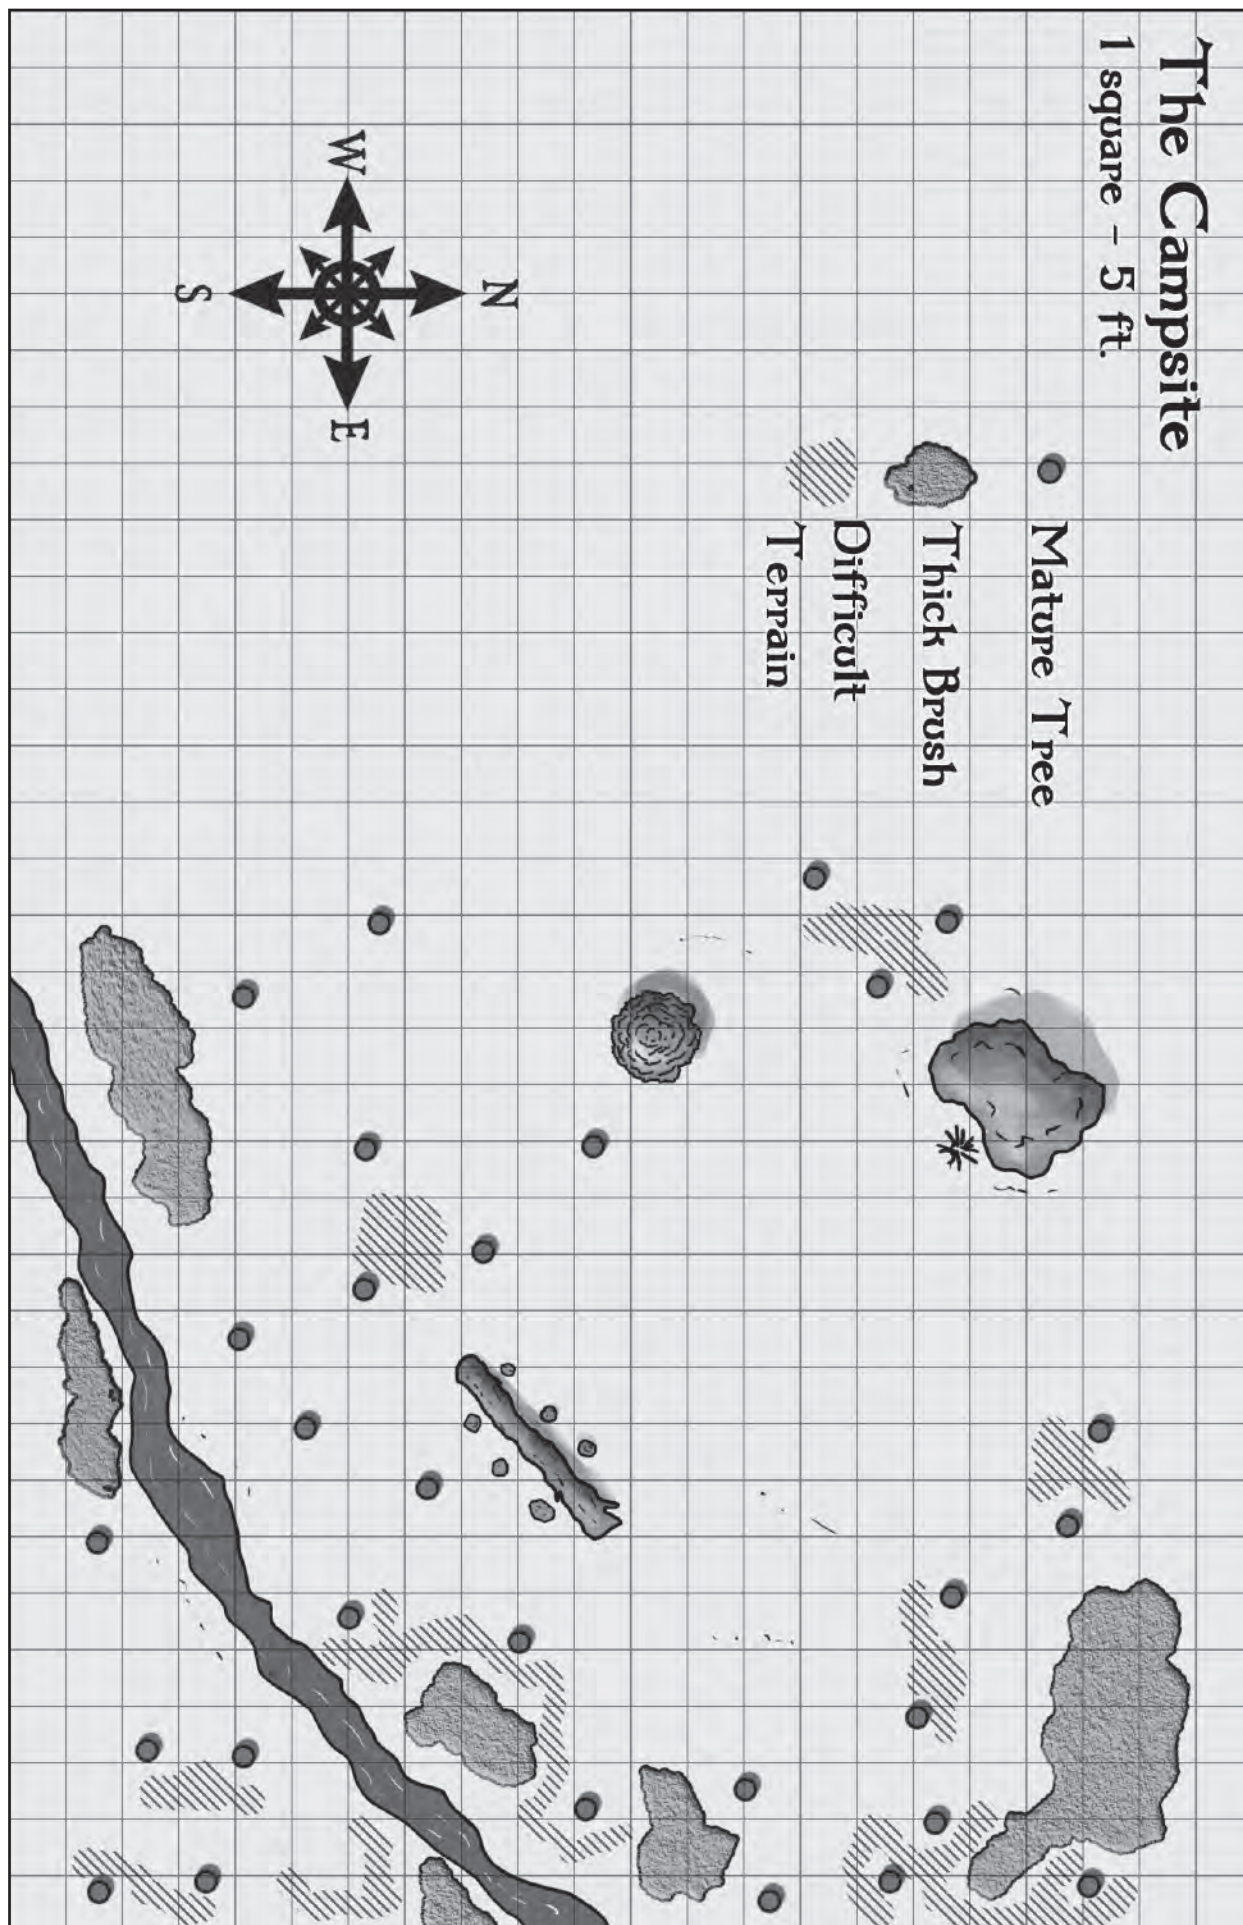 The Campsite
1 square - 5 ft.
Mature Tree
Thick Brush
Difficult
Terrain
N
W
E
S